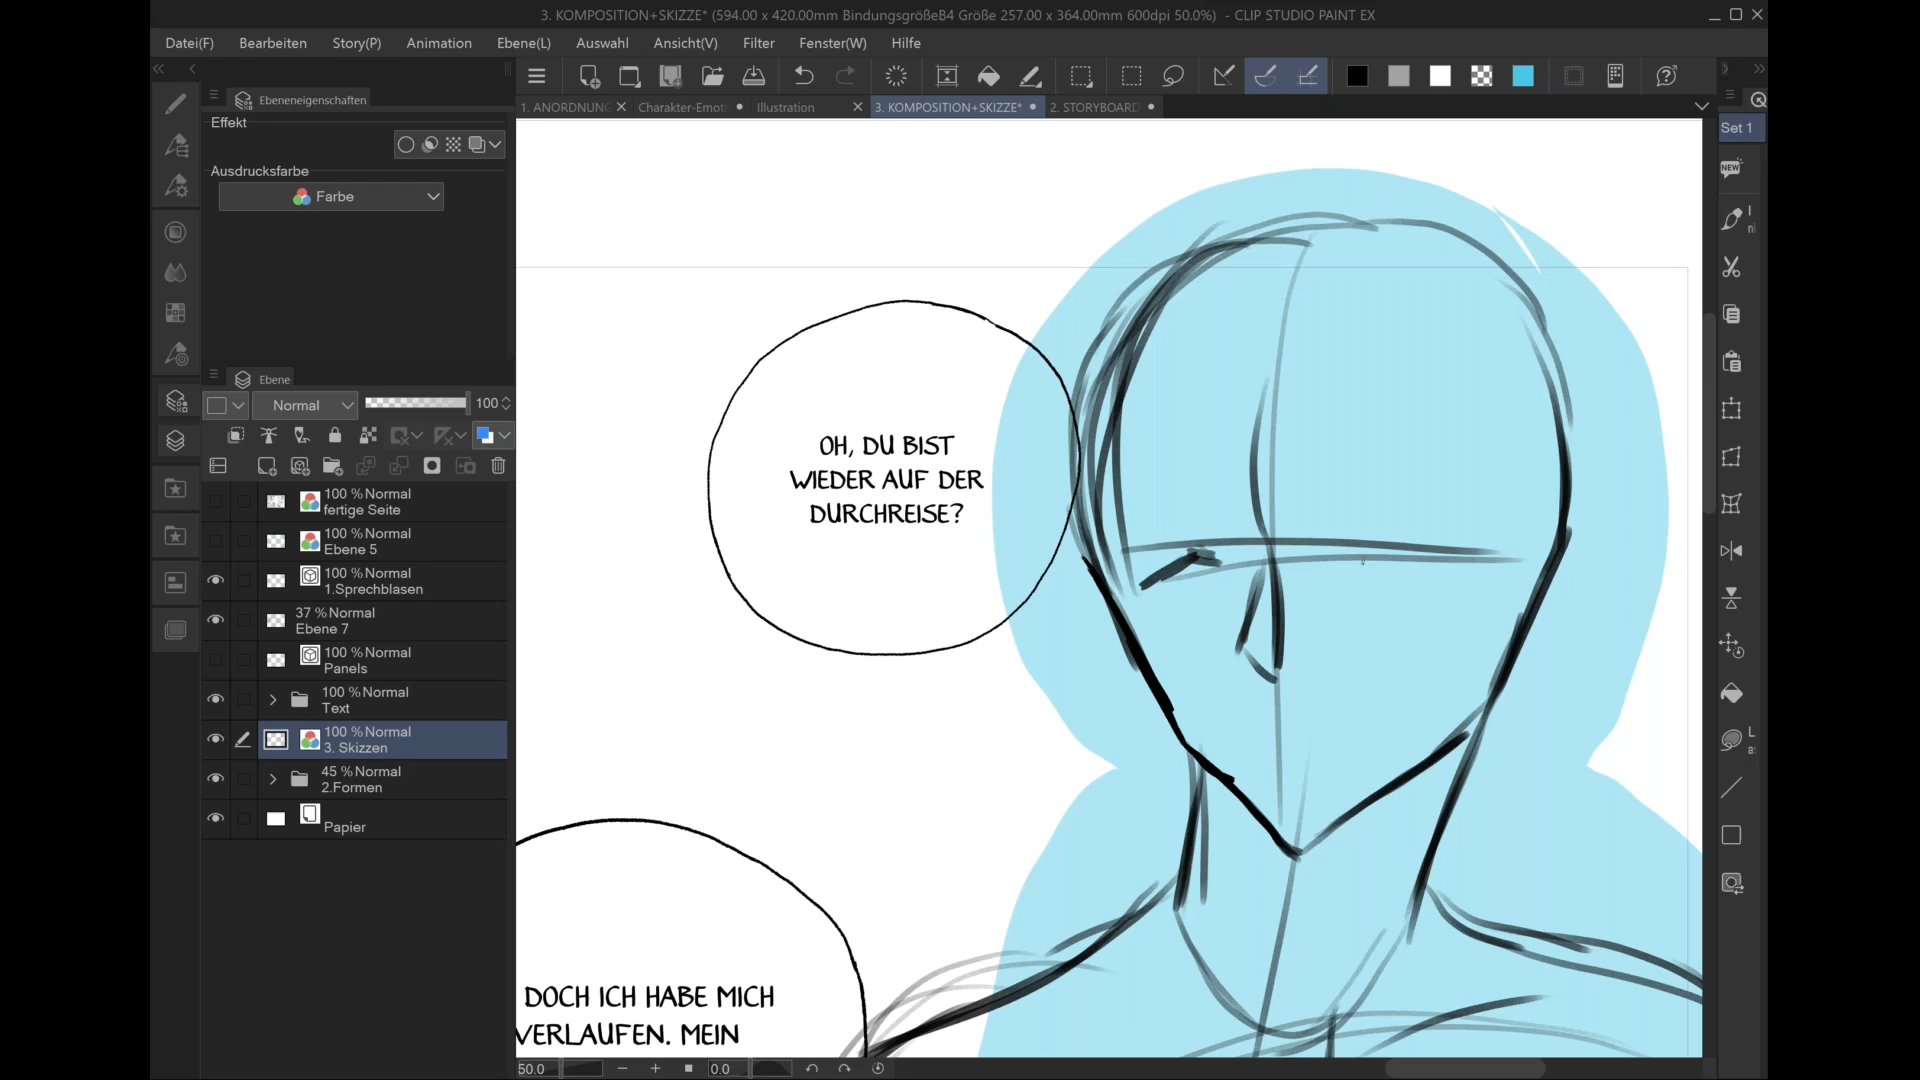 3. KOMPOSITION+SKIZZE* (594.00 x 420.00mm BindungsgrößeB4 Größe 257.00 x 364.00mm 600dpi 50.0%) - CLIP STUDIO PAINT EX
Datei(F) Bearbeiten Story(P) Animation Ebene(L) Auswahl Ansicht(V) Filter Fenster(W) Hilfe
1. ANORDNUNG Charakter-Emoti Illustration 3. KOMPOSITION+SKIZZE* 2. STORYBOARD
Ebeneneigenschaften
Effekt
Ausdrucksfarbe
Farbe
Ebene
Normal 100
100 % Normal
fertige Seite
100 % Normal
Ebene 5
100 % Normal
1.Sprechblasen
37 % Normal
Ebene 7
100 % Normal
Panels
100 % Normal
Text
100 % Normal
3. Skizzen
45 % Normal
2.Formen
Papier
OH, DU BIST
WIEDER AUF DER
DURCHREISE?
DOCH ICH HABE MICH
VERLAUFEN. MEIN
50.0 0.0
Set 1
NEW